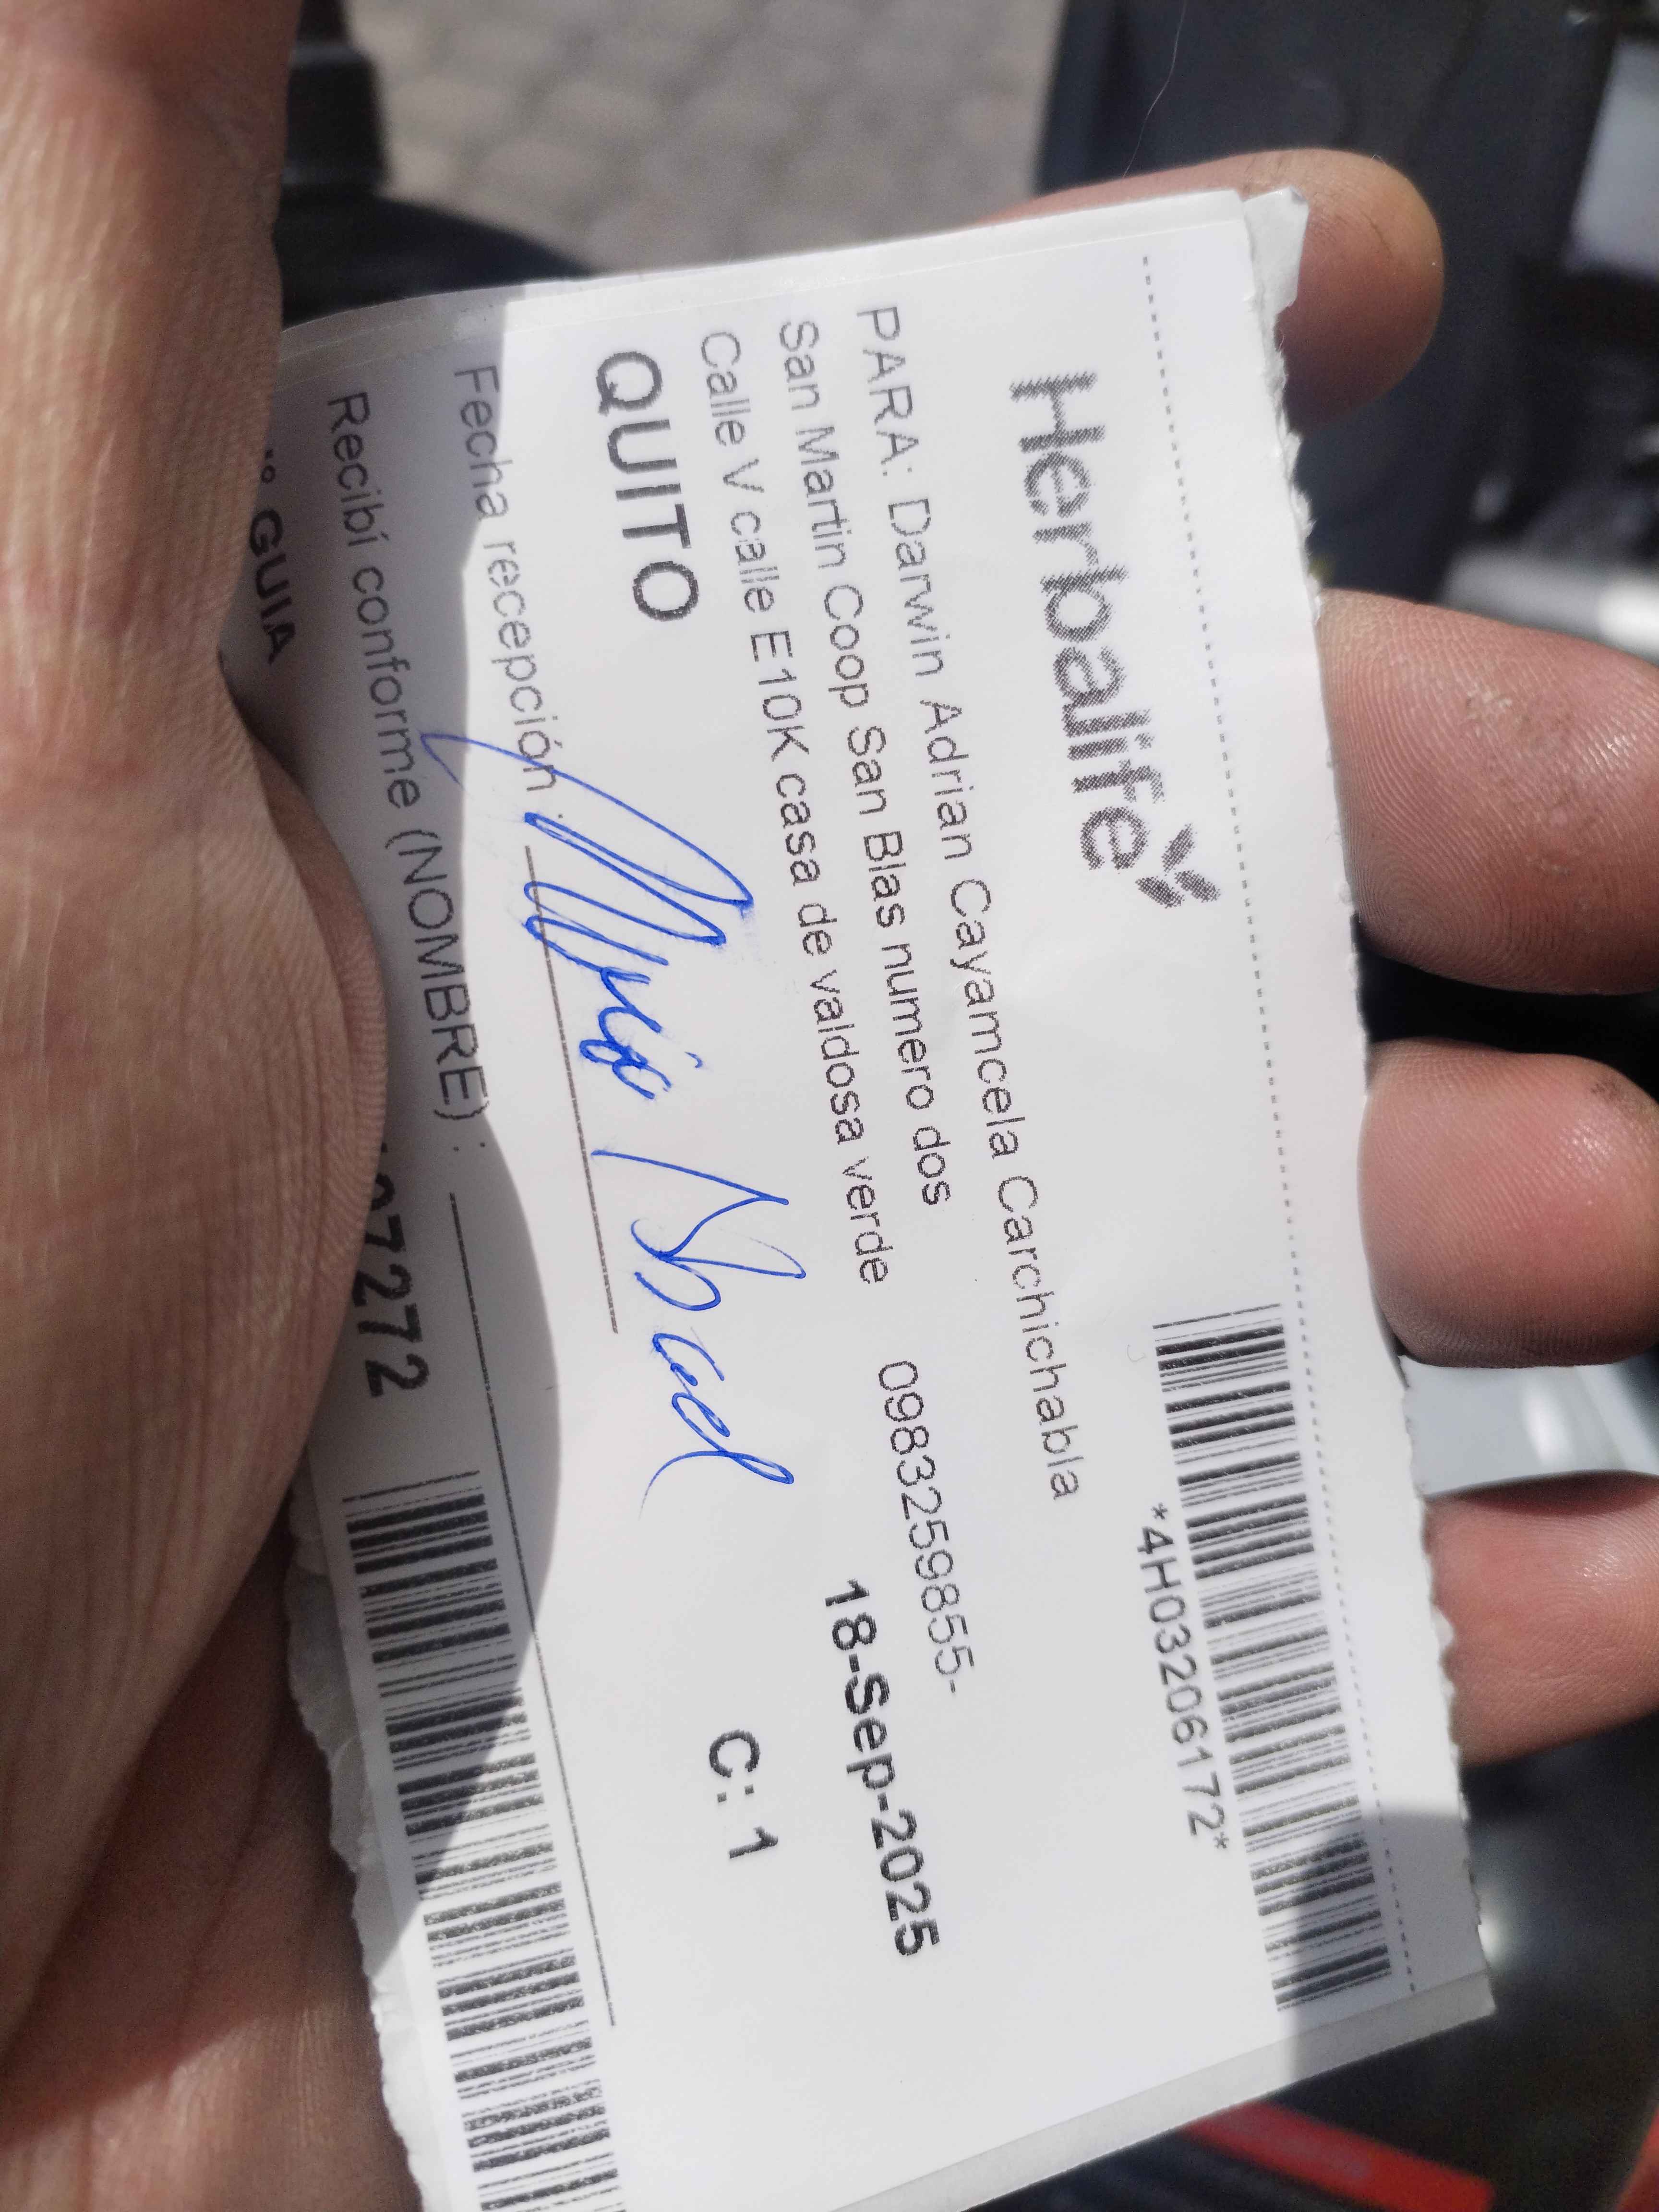 Herbalife
*4H03206172*
PARA: Darwin Adrian Cayamcela Carchichabla
San Martin Coop San Blas numero dos
Calle V calle E10K casa de valdosa verde 0983259855-
18-Sep-2025
QUITO
C: 1
Fecha recepción :
Recibí conforme (NOMBRE) :
GUIA 7272